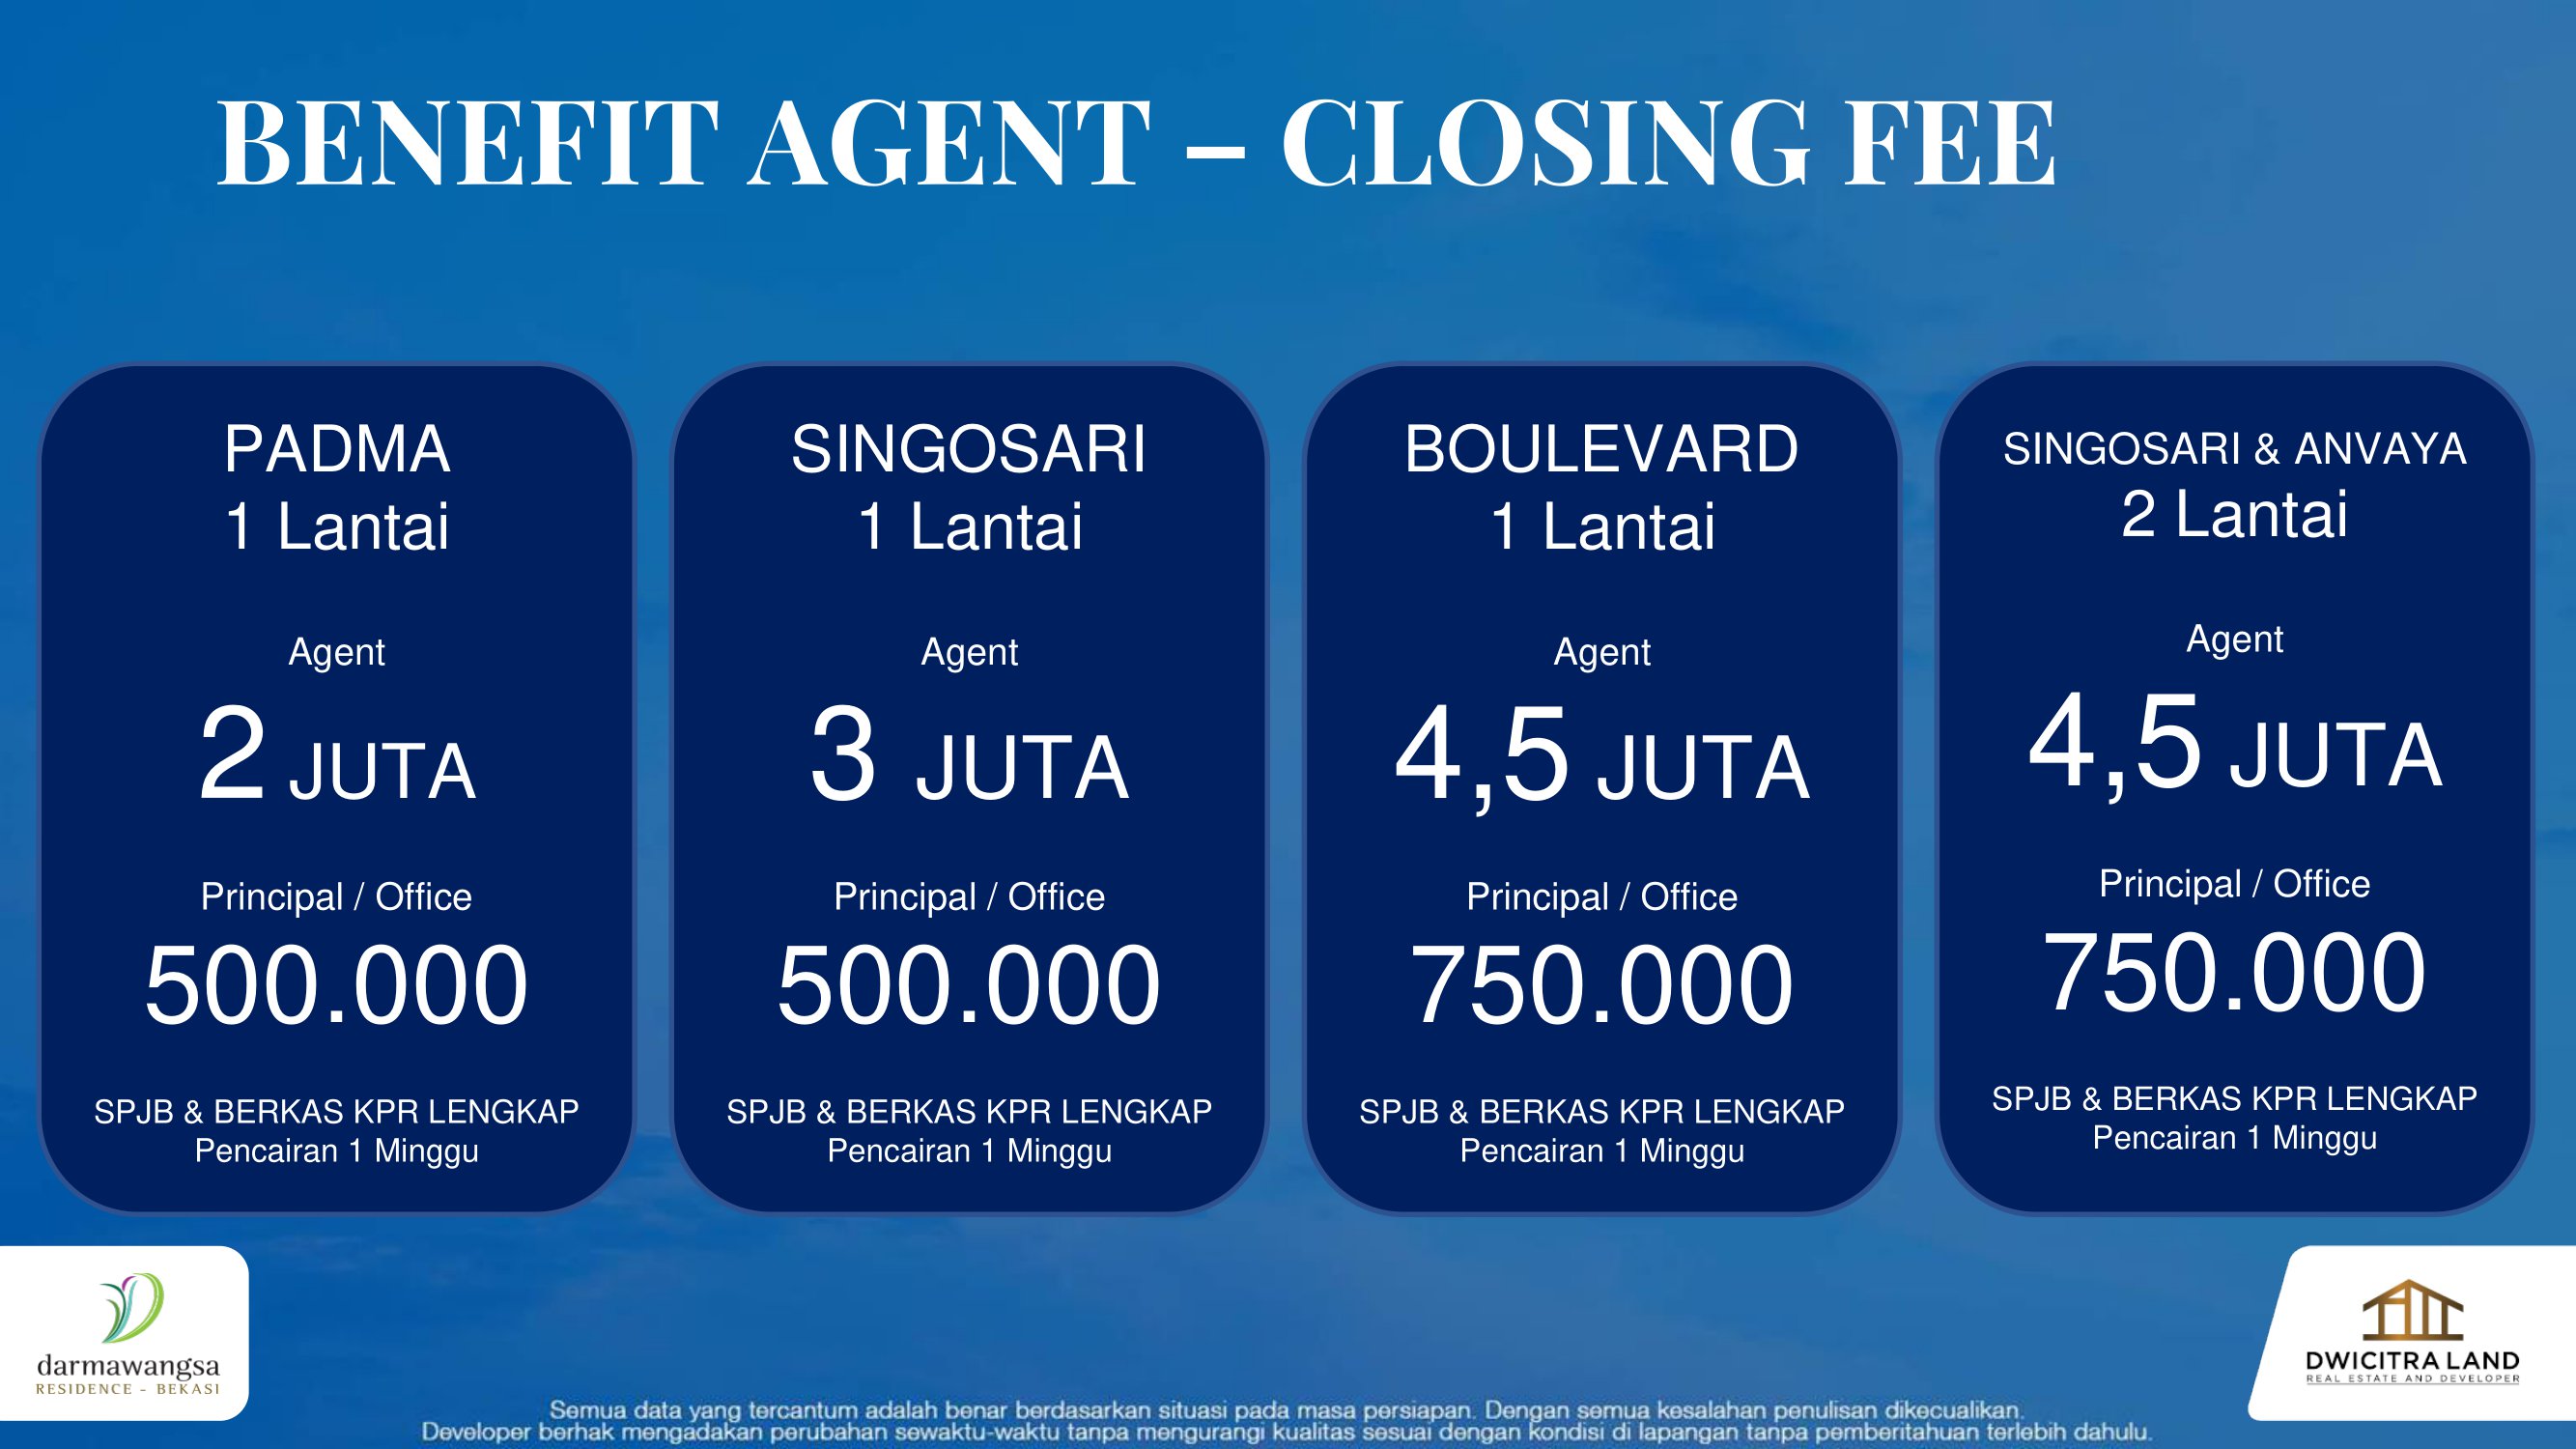 BENEFIT AGENT – CLOSING FEE
PADMA
1 Lantai
Agent
2 JUTA
Principal / Office
500.000
SPJB & BERKAS KPR LENGKAP
Pencairan 1 Minggu
SINGOSARI
1 Lantai
Agent
3 JUTA
Principal / Office
500.000
SPJB & BERKAS KPR LENGKAP
Pencairan 1 Minggu
BOULEVARD
1 Lantai
Agent
4,5 JUTA
Principal / Office
750.000
SPJB & BERKAS KPR LENGKAP
Pencairan 1 Minggu
SINGOSARI & ANVAYA
2 Lantai
Agent
4,5 JUTA
Principal / Office
750.000
SPJB & BERKAS KPR LENGKAP
Pencairan 1 Minggu
darmawangsa
RESIDENCE - BEKASI
DWICITRA LAND
REAL ESTATE AND DEVELOPER
Semua data yang tercantum adalah benar berdasarkan situasi pada masa persiapan. Dengan semua kesalahan penulisan dikecualikan.
Developer berhak mengadakan perubahan sewaktu-waktu tanpa mengurangi kualitas sesuai dengan kondisi di lapangan tanpa pemberitahuan terlebih dahulu.